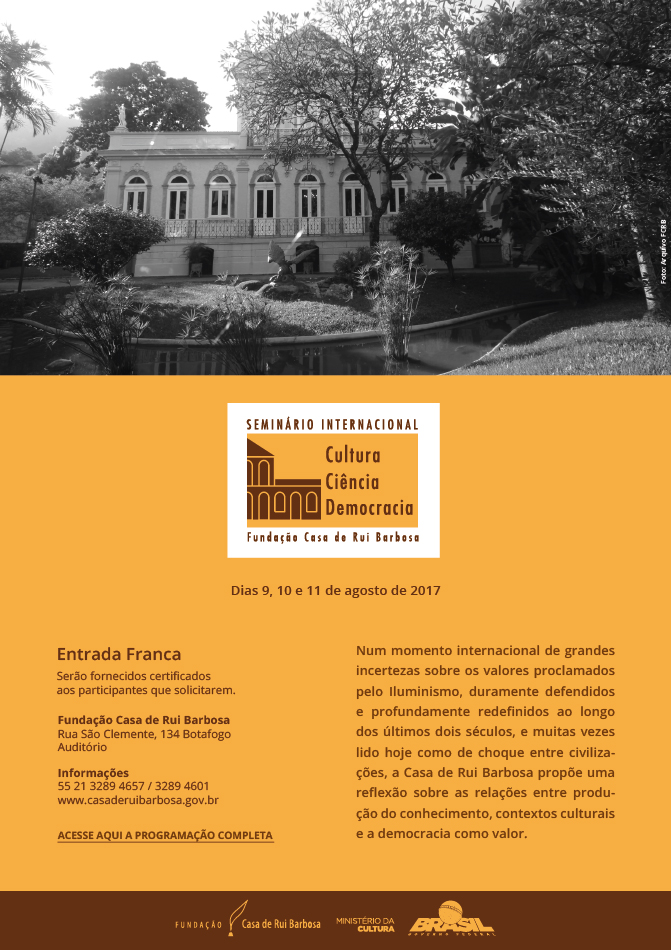 Foto: Arquivo FCRB
SEMINÁRIO INTERNACIONAL
Cultura
Ciência
Democracia
Fundação Casa de Rui Barbosa
Dias 9, 10 e 11 de agosto de 2017
Entrada Franca
Serão fornecidos certificados
aos participantes que solicitarem.
Fundação Casa de Rui Barbosa
Rua São Clemente, 134 Botafogo
Auditório
Informações
55 21 3289 4657 / 3289 4601
www.casaderuibarbosa.gov.br
ACESSE AQUI A PROGRAMAÇÃO COMPLETA
Num momento internacional de grandes
incertezas sobre os valores proclamados
pelo Iluminismo, duramente defendidos
e profundamente redefinidos ao longo
dos últimos dois séculos, e muitas vezes
lido hoje como de choque entre civiliza-
ções, a Casa de Rui Barbosa propõe uma
reflexão sobre as relações entre produ-
ção do conhecimento, contextos culturais
e a democracia como valor.
FUNDAÇÃO Casa de Rui Barbosa
MINISTÉRIO DA
CULTURA
BRASIL
GOVERNO FEDERAL